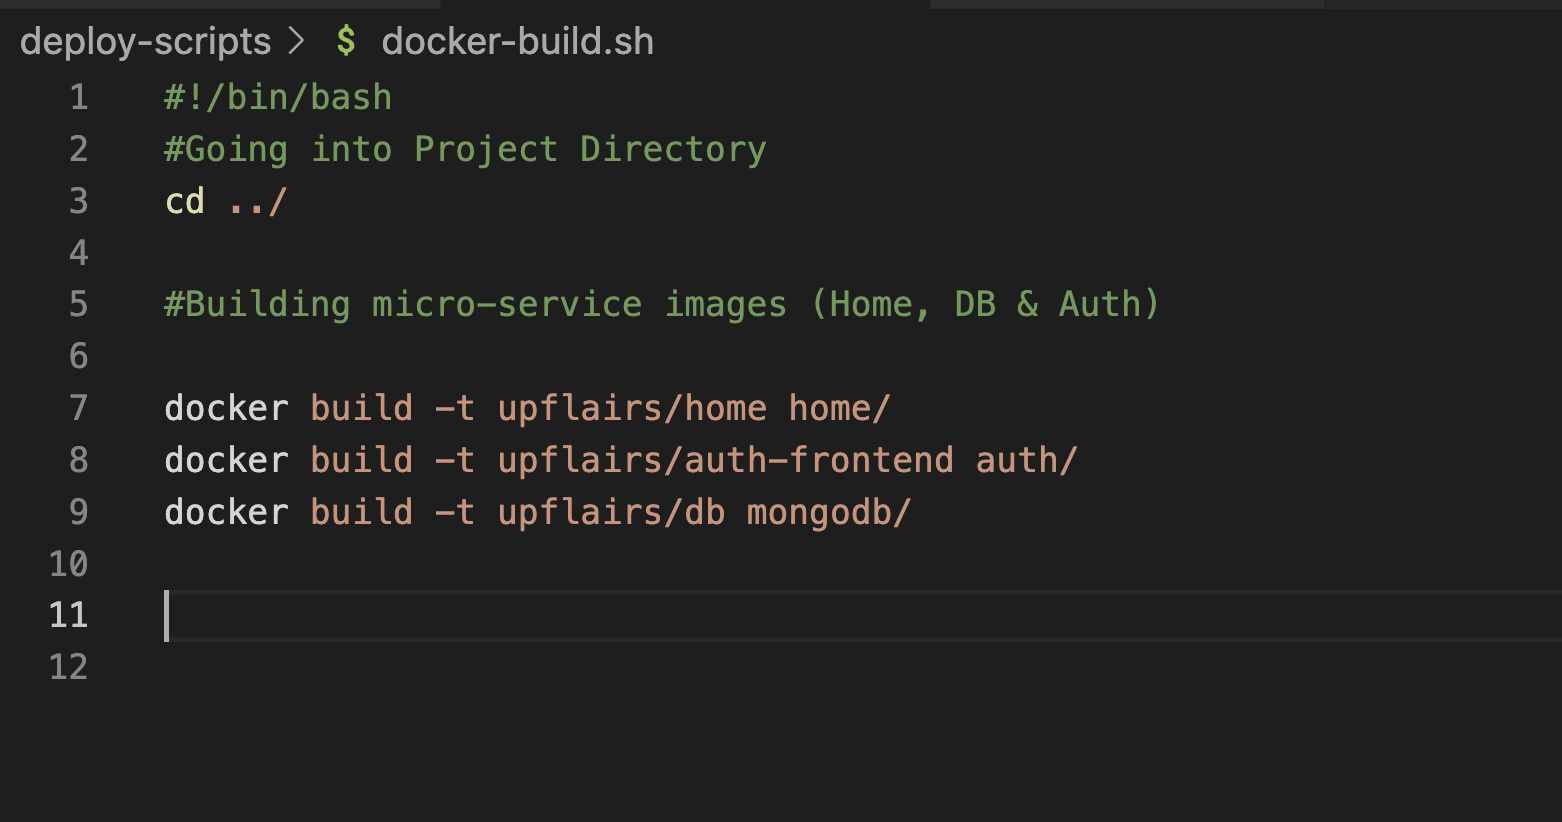 deploy-scripts > $ docker-build.sh
1 #!/bin/bash
2 #Going into Project Directory
3 cd ../
4
5 #Building micro-service images (Home, DB & Auth)
6
7 docker build -t upflairs/home home/
8 docker build -t upflairs/auth-frontend auth/
9 docker build -t upflairs/db mongodb/
10
11
12